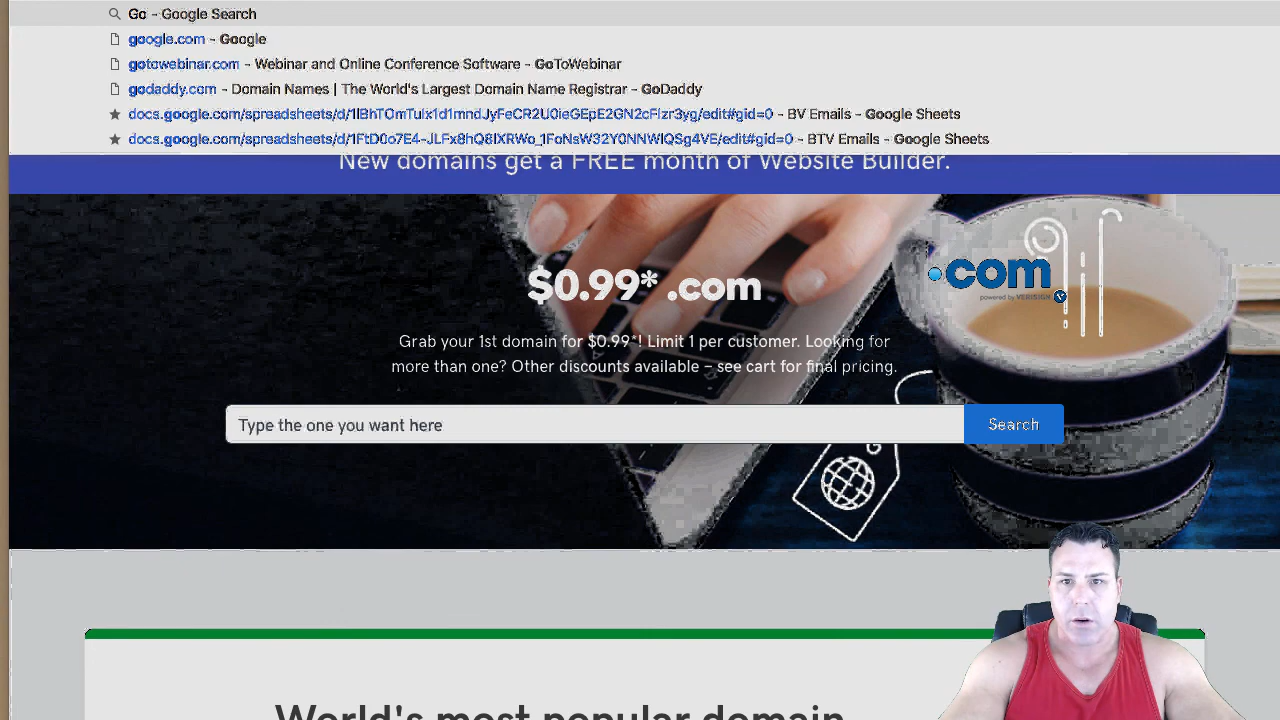 Go - Google Search
google.com - Google
gotowebinar.com - Webinar and Online Conference Software - GoToWebinar
godaddy.com - Domain Names | The World's Largest Domain Name Registrar - GoDaddy
docs.google.com/spreadsheets/d/1lBhTOmTulx1d1mndJyFeCR2U0ieGEpE2GN2cFlzr3yg/edit#gid=0 - BV Emails - Google Sheets
docs.google.com/spreadsheets/d/1FtD0o7E4-JLFx8hQ8lXRWo_1FoNsW32Y0NNWlQSg4VE/edit#gid=0 - BTV Emails - Google Sheets
New domains get a FREE month of Website Builder.
$0.99* .com
.com
powered by VERISIGN
Grab your 1st domain for $0.99*! Limit 1 per customer. Looking for
more than one? Other discounts available – see cart for final pricing.
Type the one you want here
Search
World's most popular domain